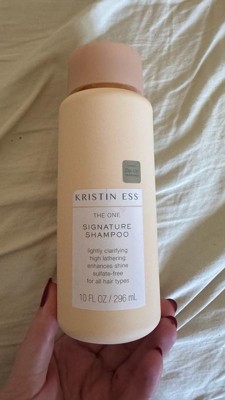 KRISTIN ESS
THE ONE
SIGNATURE
SHAMPOO
lightly clarifying
high lathering
enhances shine
sulfate-free
for all hair types
10 FL OZ / 296 mL